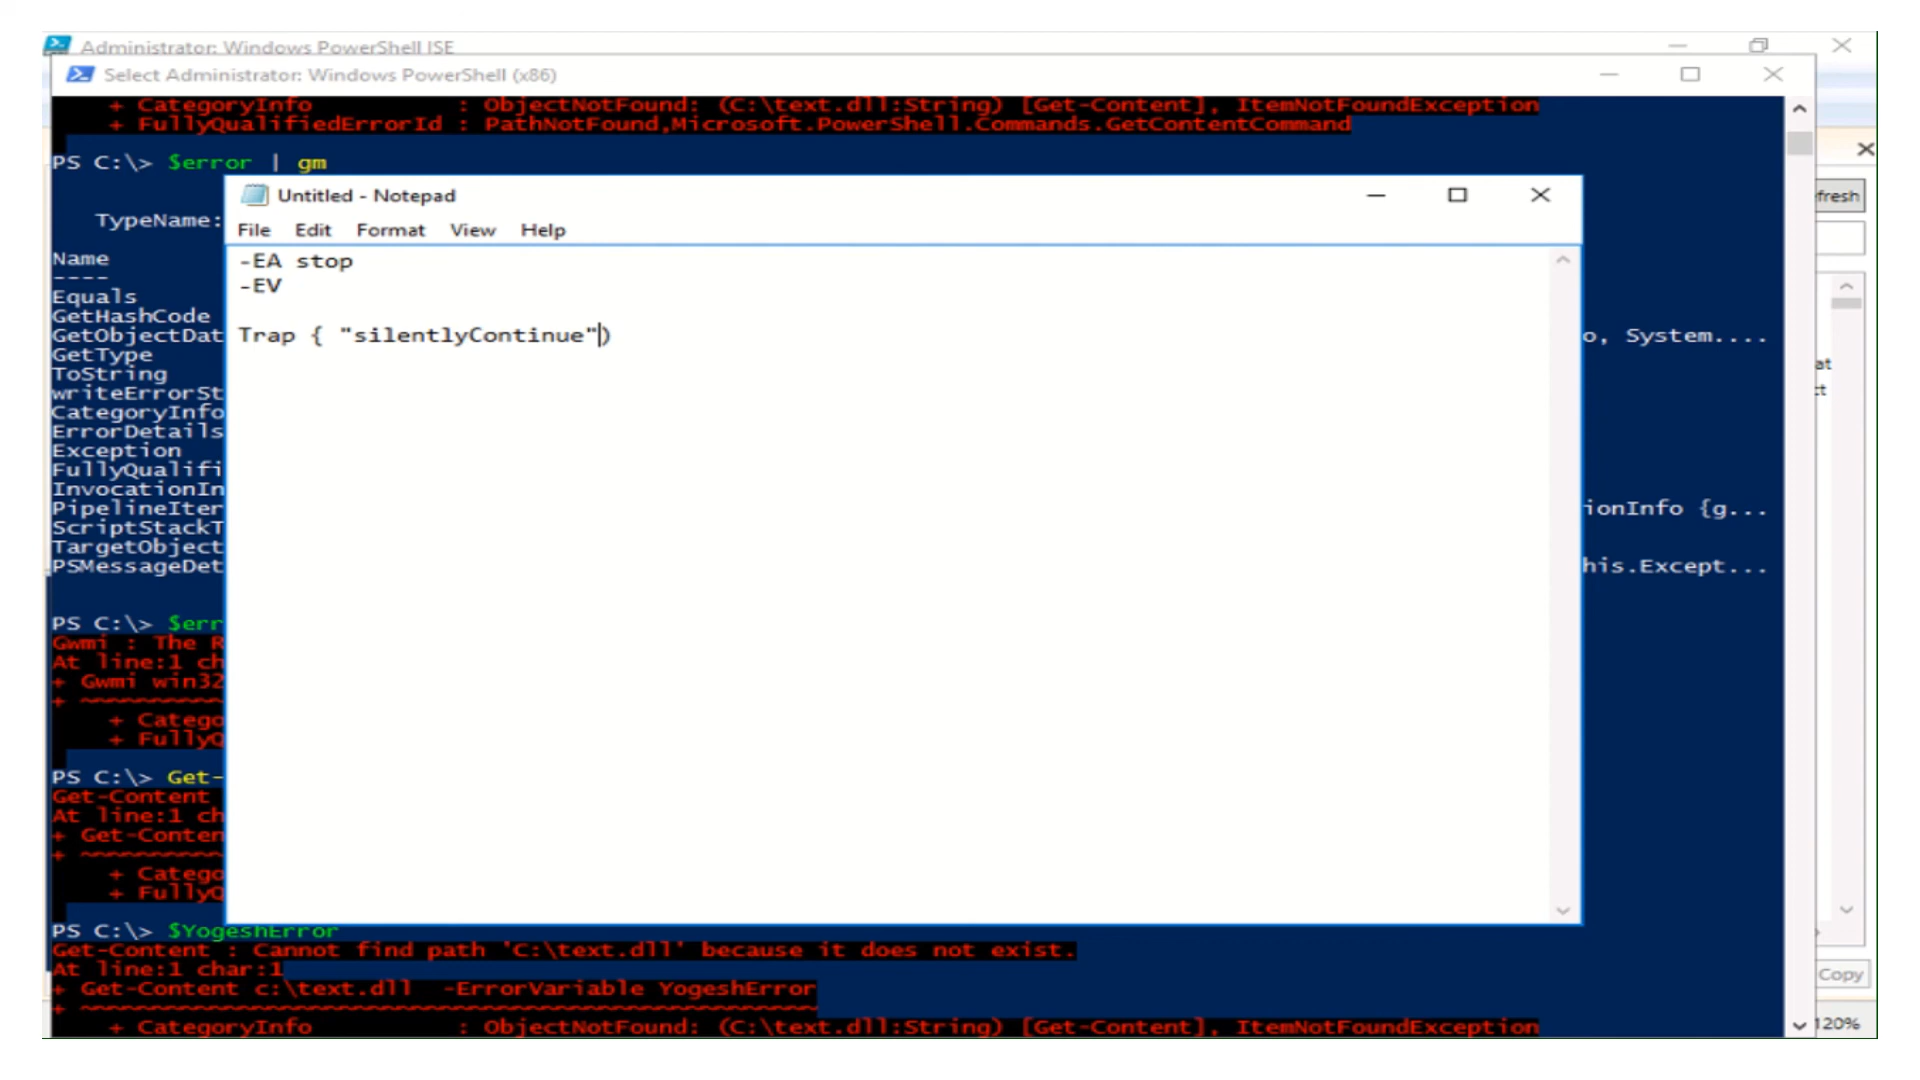 Administrator: Windows PowerShell ISE
Select Administrator: Windows PowerShell (x86)
+ CategoryInfo : ObjectNotFound: (C:\text.dll:String) [Get-Content], ItemNotFoundException
+ FullyQualifiedErrorId : PathNotFound,Microsoft.PowerShell.Commands.GetContentCommand
PS C:\> $error | gm
TypeName:
Name
----
Equals
GetHashCode
GetObjectDat o, System....
GetType
ToString
writeErrorSt
CategoryInfo
ErrorDetails
Exception
FullyQualifi
InvocationIn
PipelineIter ionInfo {g...
ScriptStackT
TargetObject
PSMessageDet his.Except...
PS C:\> $err
Gwmi : The R
At line:1 ch
+ Gwmi win32
+ ~~~~~~~~~~
+ Catego
+ FullyQ
PS C:\> Get-
Get-Content
At line:1 ch
+ Get-Conten
+ ~~~~~~~~~~
+ Catego
+ FullyQ
PS C:\> $YogeshError
Get-Content : Cannot find path 'C:\text.dll' because it does not exist.
At line:1 char:1
+ Get-Content c:\text.dll -ErrorVariable YogeshError
+ ~~~~~~~~~~~~~~~~~~~~~~~~~~~~~~~~~~~~~~~~~~~~~~~~~~
+ CategoryInfo : ObjectNotFound: (C:\text.dll:String) [Get-Content], ItemNotFoundException
Untitled - Notepad
File Edit Format View Help
-EA stop
-EV
Trap { "silentlyContinue")
fresh
at
ct
Copy
120%